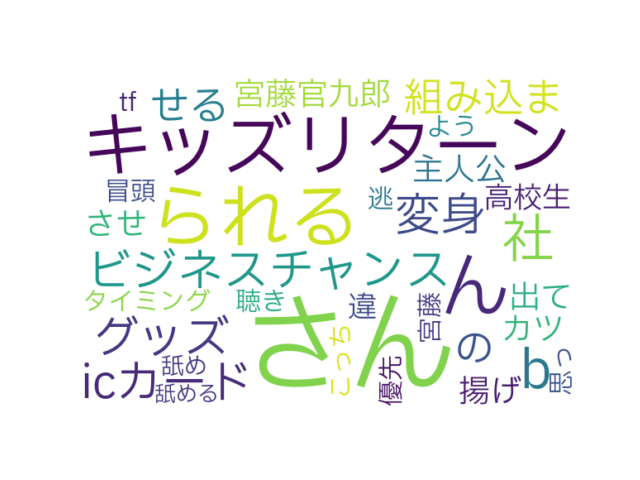 tf
せる
宮藤官九郎
組み込ま
キッズリターン
よう
主人公
冒頭
られる
逃
変身
高校生
させ
社
ビジネスチャンス
ん
タイミング
聴き
違
宮藤
出て
グッズ
さん
こっち
の
カツ
icカード
舐め
舐める
優先
揚げ
b
思っ